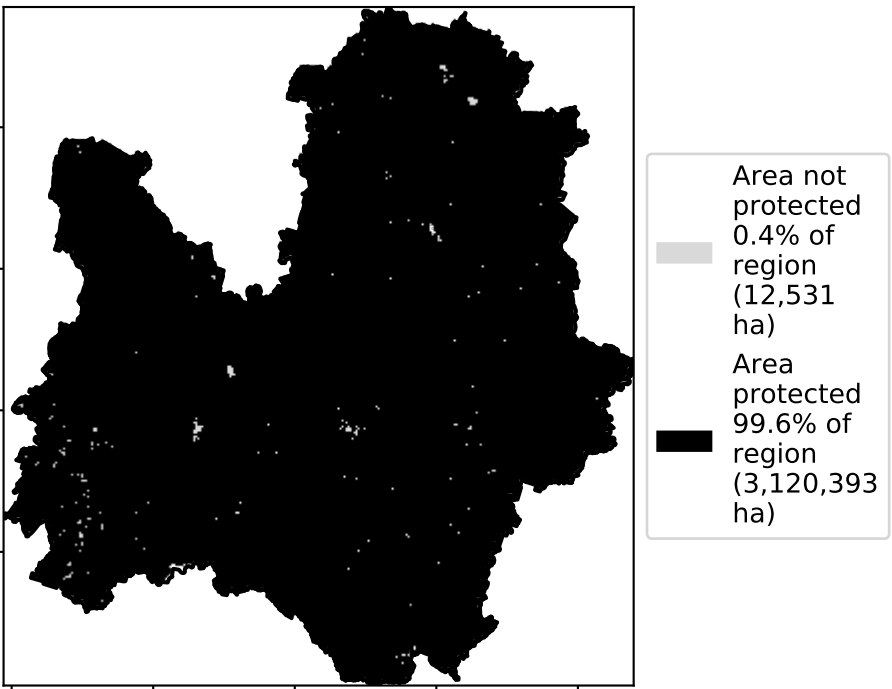 Area not
protected
0.4% of
region
(12,531
ha)
Area
protected
99.6% of
region
(3,120,393
ha)